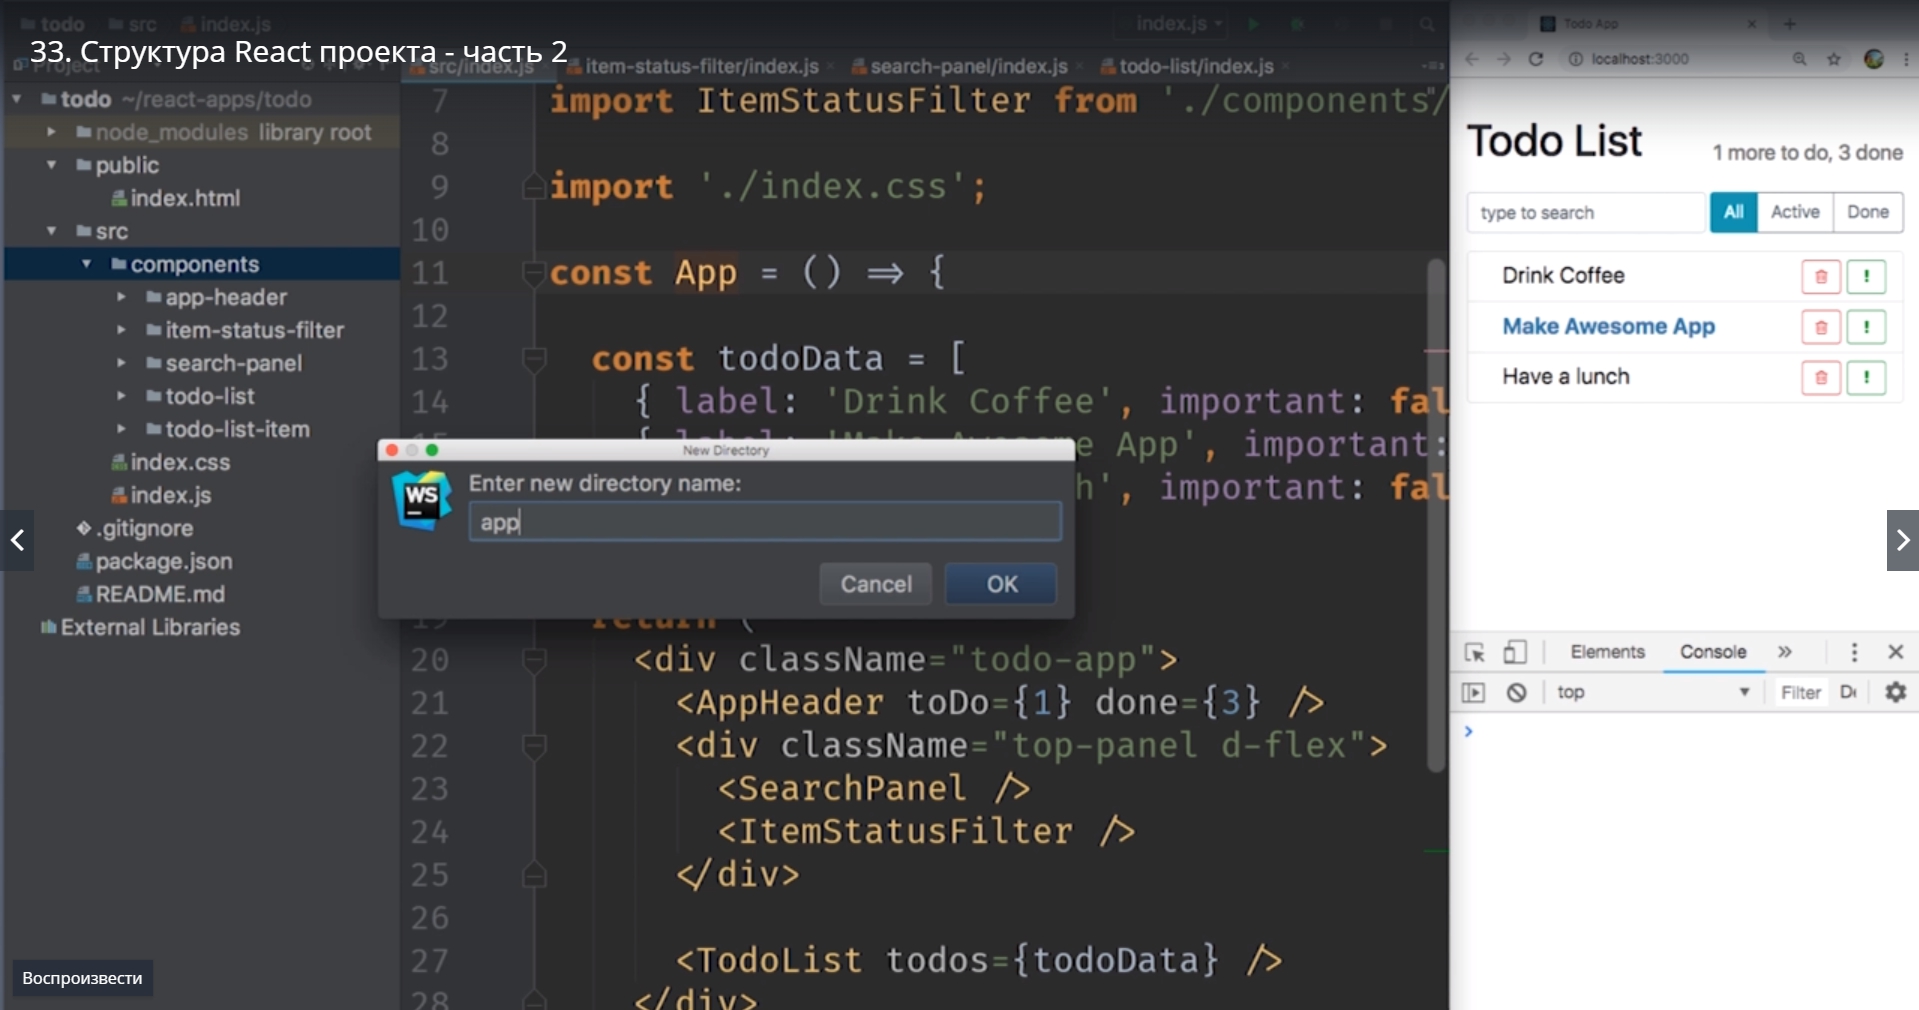 todo src index.js
index.js
33. Структура React проекта - часть 2
Project
src/index.js item-status-filter/index.js search-panel/index.js todo-list/index.js
todo ~/react-apps/todo
node_modules library root
public
index.html
src
components
app-header
item-status-filter
search-panel
todo-list
todo-list-item
index.css
index.js
.gitignore
package.json
README.md
External Libraries
7 import ItemStatusFilter from './components/
8
9 import './index.css';
10
11 const App = () => {
12
13 const todoData = [
14 { label: 'Drink Coffee', important: fal
{ label: 'Make Awesome App', important:
h', important: fal
New Directory
Enter new directory name:
app
Cancel OK
19 return (
20 <div className="todo-app">
21 <AppHeader toDo={1} done={3} />
22 <div className="top-panel d-flex">
23 <SearchPanel />
24 <ItemStatusFilter />
25 </div>
26
27 <TodoList todos={todoData} />
28 </div>
Воспроизвести
Todo App
localhost:3000
Todo List
1 more to do, 3 done
type to search All Active Done
Drink Coffee
Make Awesome App
Have a lunch
Elements Console
top Filter De